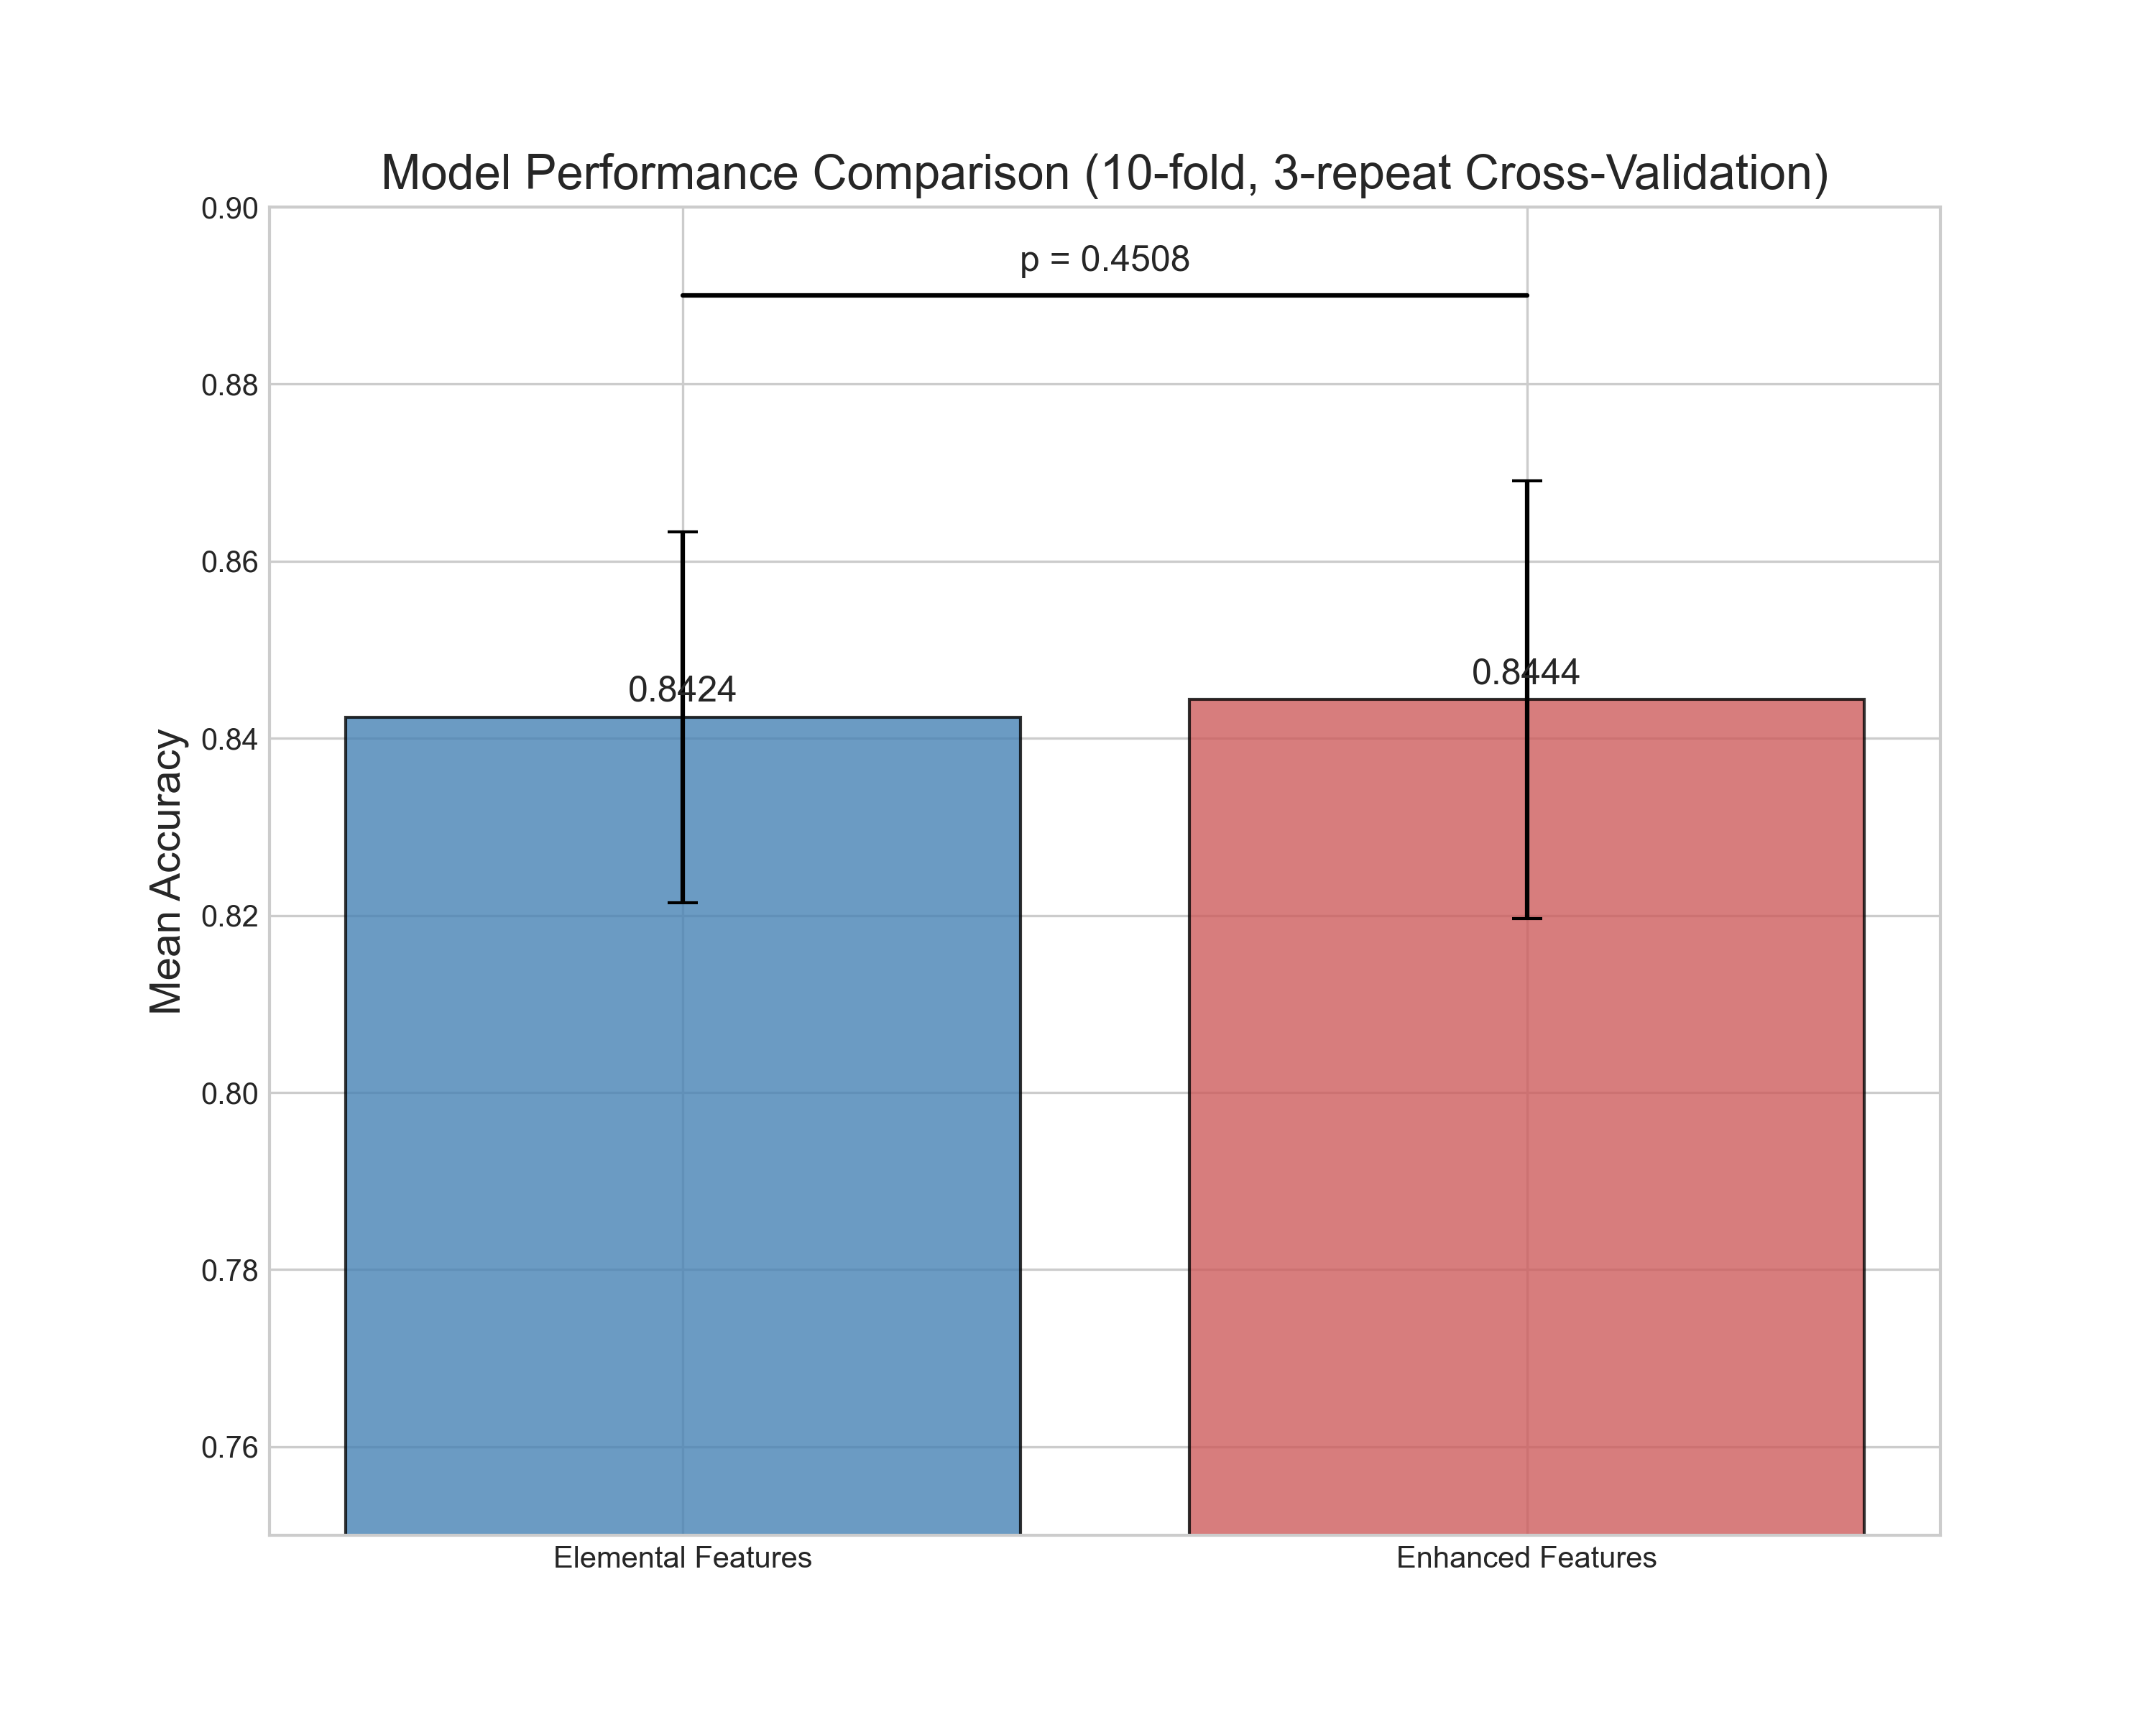 Model Performance Comparison (10-fold, 3-repeat Cross-Validation)
0.90
p = 0.4508
0.88
0.86
0.8424
0.8444
0.84
0.82
0.80
0.78
0.76
Mean Accuracy
Elemental Features
Enhanced Features